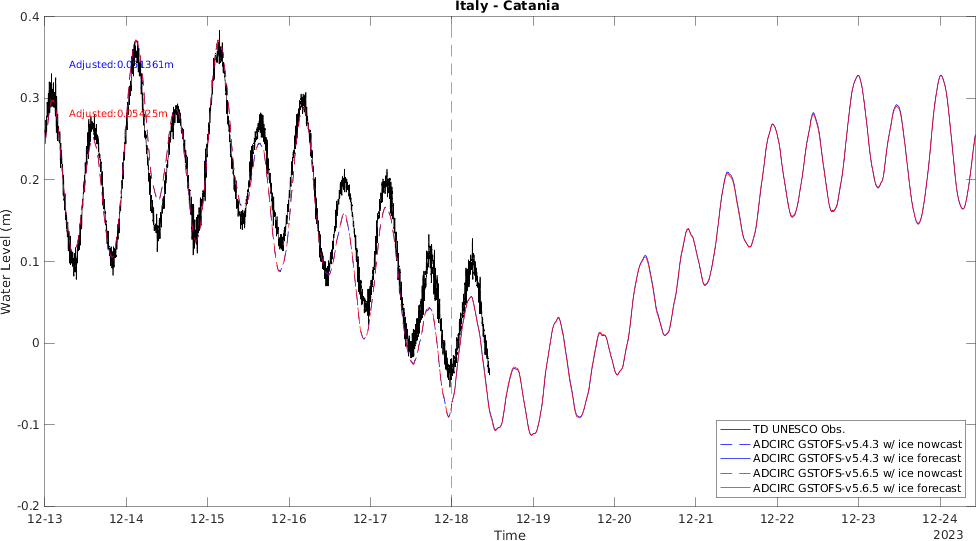 Italy - Catania
Water Level (m)
0.4
0.3
0.2
0.1
0
-0.1
-0.2
Adjusted:0.051361m
Adjusted:0.05425m
TD UNESCO Obs.
ADCIRC GSTOFS-v5.4.3 w/ ice nowcast
ADCIRC GSTOFS-v5.4.3 w/ ice forecast
ADCIRC GSTOFS-v5.6.5 w/ ice nowcast
ADCIRC GSTOFS-v5.6.5 w/ ice forecast
12-13 12-14 12-15 12-16 12-17 12-18 12-19 12-20 12-21 12-22 12-23 12-24
Time
2023